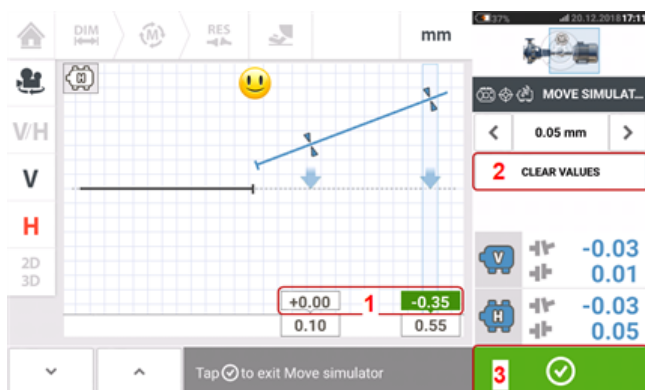 DIM
M
RES
mm
37%
20.12.2018 17:11
H
MOVE SIMULAT...
0.05 mm
V/H
2 CLEAR VALUES
V
H
V
-0.03
0.01
2D
3D
+0.00
1
-0.35
0.10
0.55
H
-0.03
0.05
Tap to exit Move simulator
3